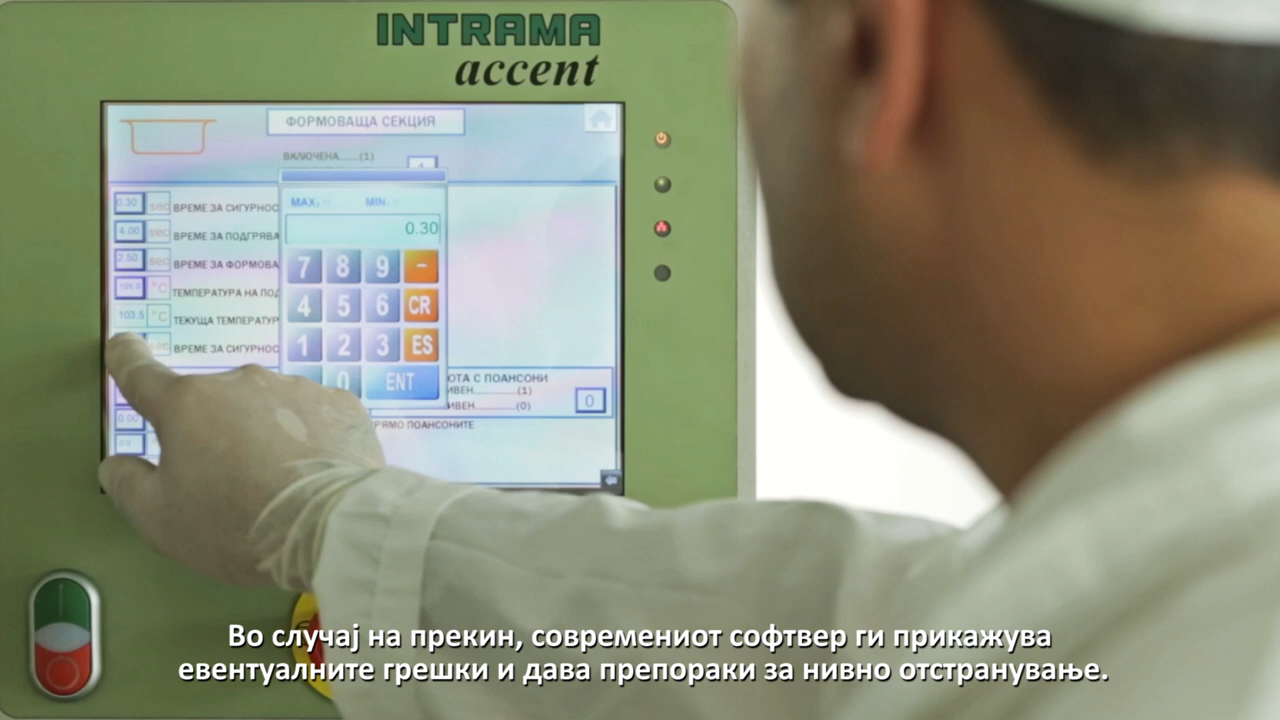 INTRAMA
accent
ФОРМОВАЩА СЕКЦИЯ
ВКЛЮЧЕНА......(1)
MAX: MIN.
0.30
0.30 sec ВРЕМЕ ЗА СИГУРНОС
4.00 sec ВРЕМЕ ЗА ПОДГРЯВА
2.50 sec ВРЕМЕ ЗА ФОРМОВА
°C ТЕМПЕРАТУРА НА ПОД
103.5 °C ТЕКУЩА ТЕМПЕРАТУР
ВРЕМЕ ЗА СИГУРНОС
7 8 9 -
4 5 6 CR
1 2 3 ES
0 ENT
ОТА С ПОАНСОНИ
ИВЕН.........(1)
ИВЕН.........(0)
0
РЯМО ПОАНСОНИТЕ
0.00
Во случај на прекин, современиот софтвер ги прикажува
евентуалните грешки и дава препораки за нивно отстранување.